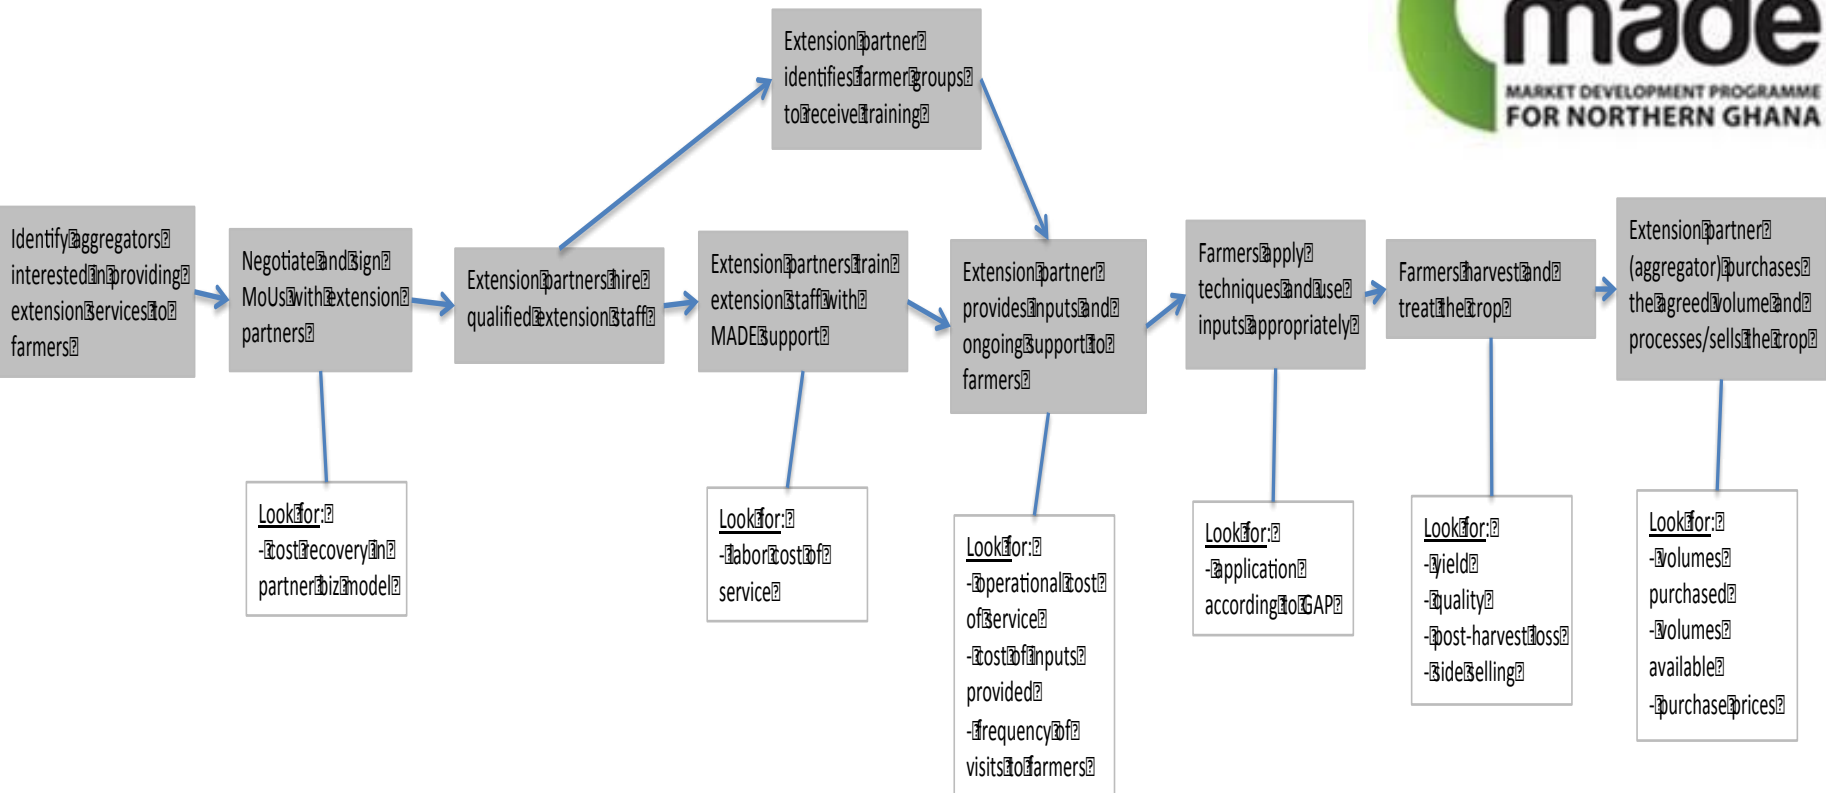 made
MARKET DEVELOPMENT PROGRAMME
FOR NORTHERN GHANA
Extension partner
identifies farmer groups
to receive training
Identify aggregators
interested in providing
extension services to
farmers
Negotiate and sign
MoUs with extension
partners
Extension partners hire
qualified extension staff
Extension partners train
extension staff with
MADE support
Extension partner
provides inputs and
ongoing support to
farmers
Farmers apply
techniques and use
inputs appropriately
Farmers harvest and
treat the crop
Extension partner
(aggregator) purchases
the agreed volume and
processes/sells the crop
Look for:
- cost recovery in
partner biz model
Look for:
- labor cost of
service
Look for:
- operational cost
of service
- cost of inputs
provided
- frequency of
visits to farmers
Look for:
- application
according to GAP
Look for:
- yield
- quality
- post-harvest loss
- side selling
Look for:
- volumes
purchased
- volumes
available
- purchase prices